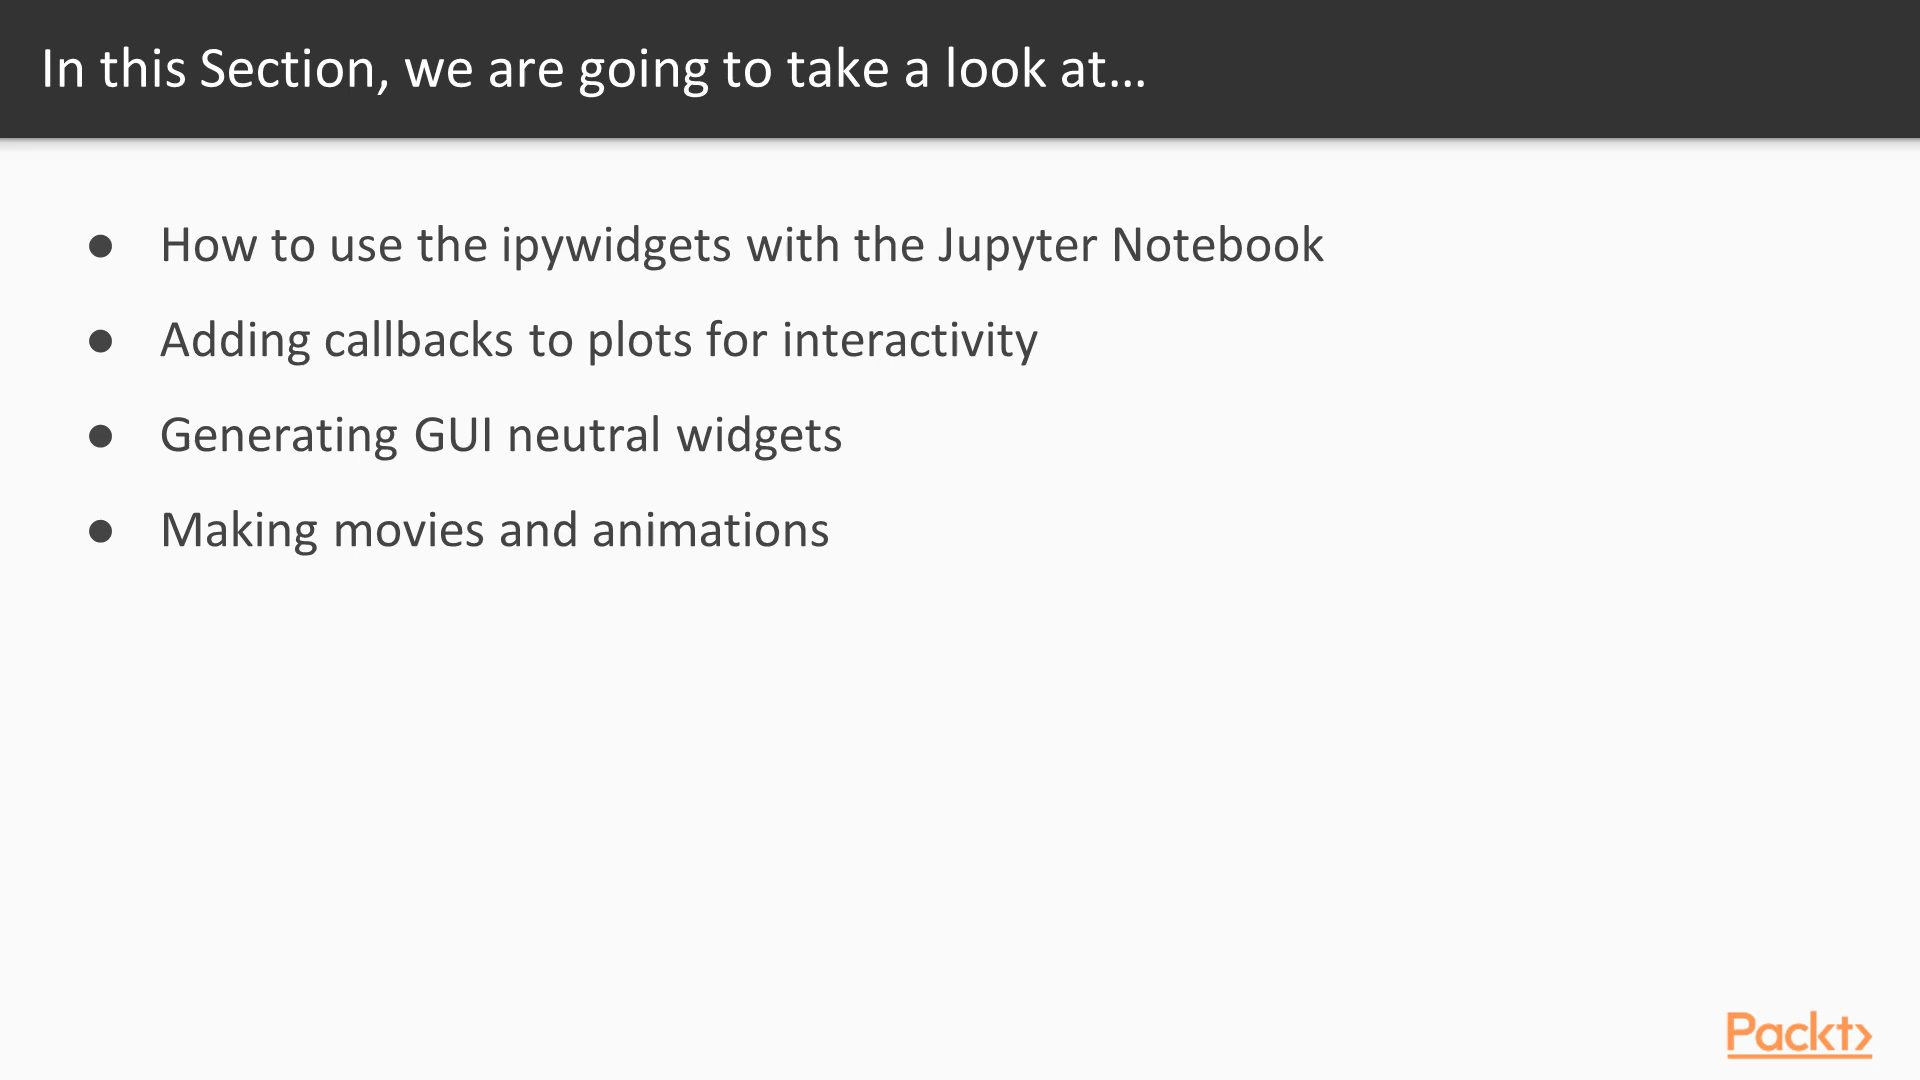 In this Section, we are going to take a look at...
● How to use the ipywidgets with the Jupyter Notebook
● Adding callbacks to plots for interactivity
● Generating GUI neutral widgets
● Making movies and animations
Packt>